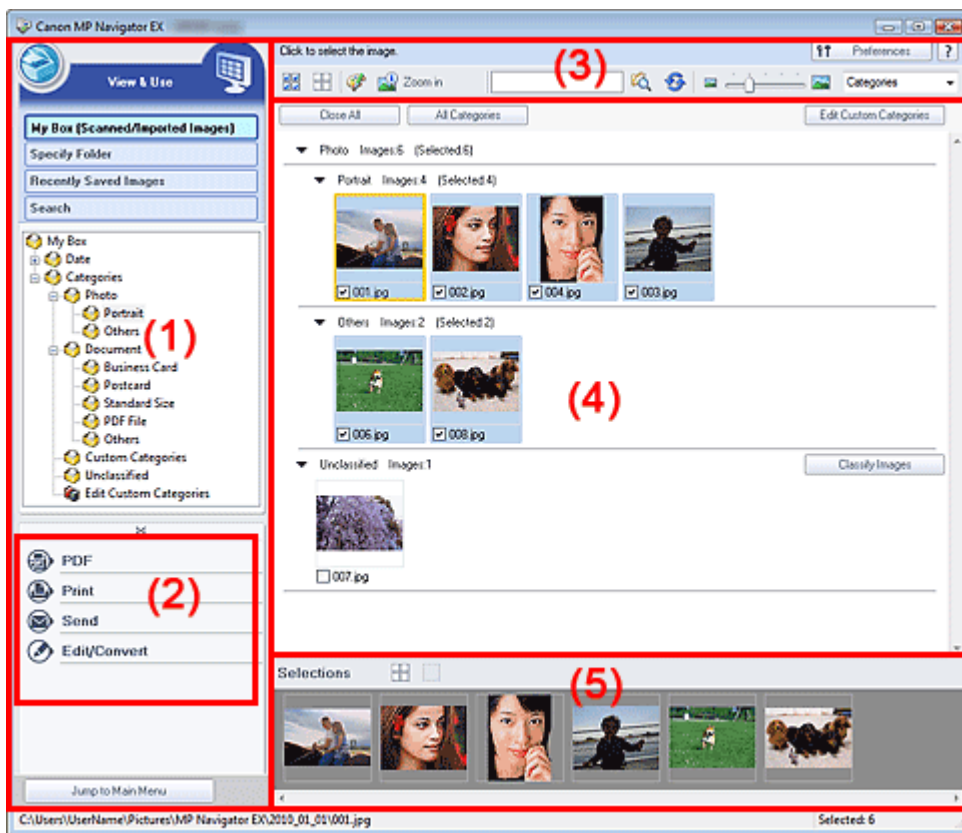 Canon MP Navigator EX
View & Use
My Box (Scanned/Imported Images)
Specify Folder
Recently Saved Images
Search
My Box
Date
Categories
Photo
Portrait
Others
Document
Business Card
Postcard
Standard Size
PDF File
Others
Custom Categories
Unclassified
Edit Custom Categories
(1)
PDF
Print
Send
Edit/Convert
(2)
Jump to Main Menu
Click to select the image.
(3)
Preferences
?
Zoom in
Categories
Close All
All Categories
Edit Custom Categories
Photo Images:6 (Selected:6)
Portrait Images:4 (Selected:4)
001.jpg
002.jpg
004.jpg
003.jpg
Others Images:2 (Selected:2)
(4)
006.jpg
008.jpg
Unclassified Images:1
Classify Images
007.jpg
Selections
(5)
C:\Users\UserName\Pictures\MP Navigator EX\2010_01_01\001.jpg
Selected: 6